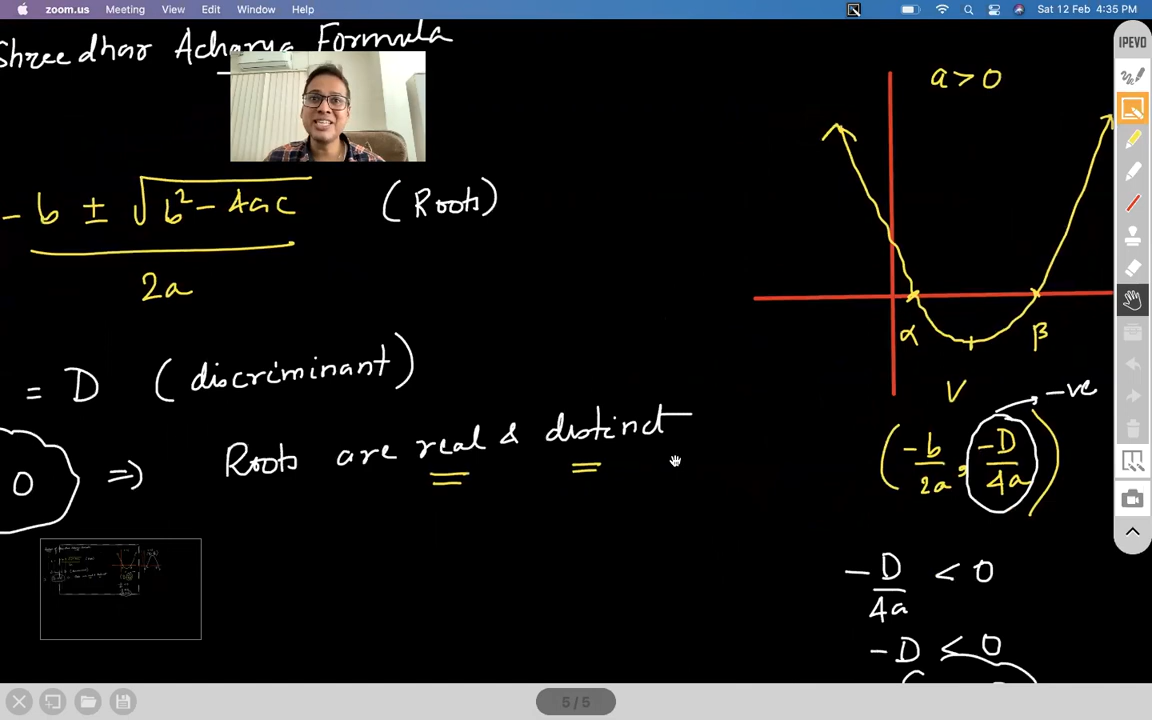 zoom.us Meeting View Edit Window Help Sat 12 Feb 4:35 PM
Shreedhar Acharya Formula
IPEVO
a > 0
- b ± √b² - 4ac (Roots)
2a
α β
= D (discriminant)
V
-ve
0 ⇒ Roots are real & distinct
(-b/2a, -D/4a)
-D/4a < 0
-D < 0
5 / 5